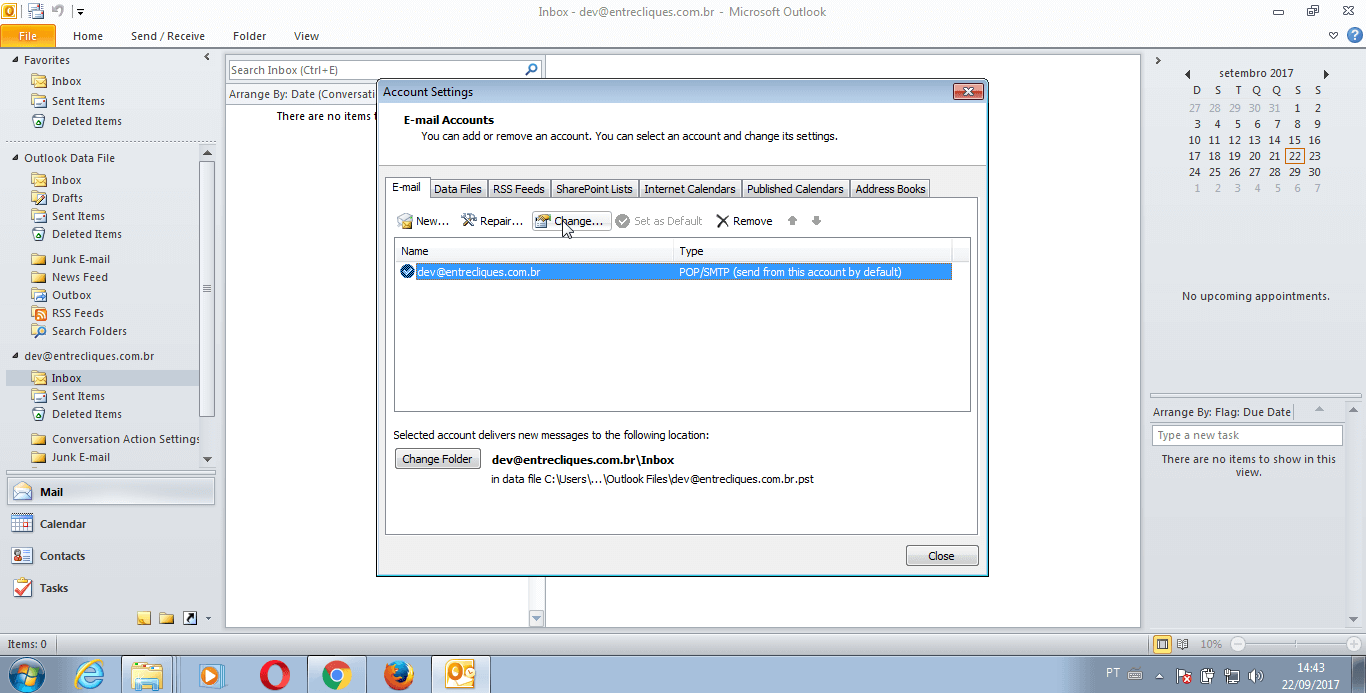 Inbox - dev@entrecliques.com.br - Microsoft Outlook
File Home Send / Receive Folder View
Favorites
Inbox
Sent Items
Deleted Items
Outlook Data File
Inbox
Drafts
Sent Items
Deleted Items
Junk E-mail
News Feed
Outbox
RSS Feeds
Search Folders
dev@entrecliques.com.br
Inbox
Sent Items
Deleted Items
Conversation Action Settings
Junk E-mail
Mail
Calendar
Contacts
Tasks
Search Inbox (Ctrl+E)
Arrange By: Date (Conversati
There are no items t
Account Settings
E-mail Accounts
You can add or remove an account. You can select an account and change its settings.
E-mail Data Files RSS Feeds SharePoint Lists Internet Calendars Published Calendars Address Books
New... Repair... Change... Set as Default Remove
Name Type
dev@entrecliques.com.br POP/SMTP (send from this account by default)
Selected account delivers new messages to the following location:
Change Folder dev@entrecliques.com.br\Inbox
in data file C:\Users\...\Outlook Files\dev@entrecliques.com.br.pst
Close
setembro 2017
D S T Q Q S S
27 28 29 30 31 1 2
3 4 5 6 7 8 9
10 11 12 13 14 15 16
17 18 19 20 21 22 23
24 25 26 27 28 29 30
1 2 3 4 5 6 7
No upcoming appointments.
Arrange By: Flag: Due Date
Type a new task
There are no items to show in this
view.
Items: 0 10%
PT 14:43
22/09/2017